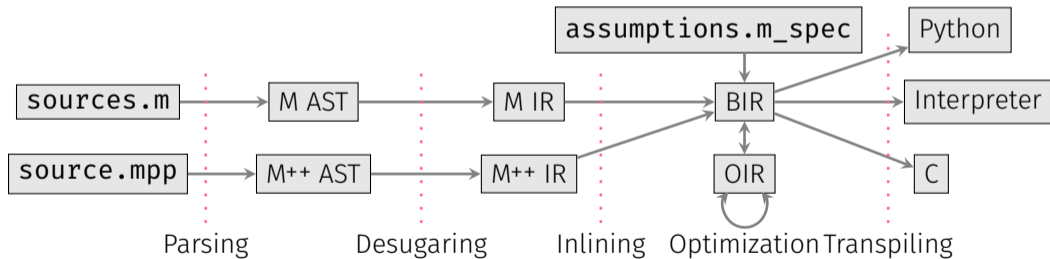 assumptions.m_spec
Python
sources.m
M AST
M IR
BIR
Interpreter
source.mpp
M++ AST
M++ IR
OIR
C
Parsing
Desugaring
Inlining
Optimization
Transpiling